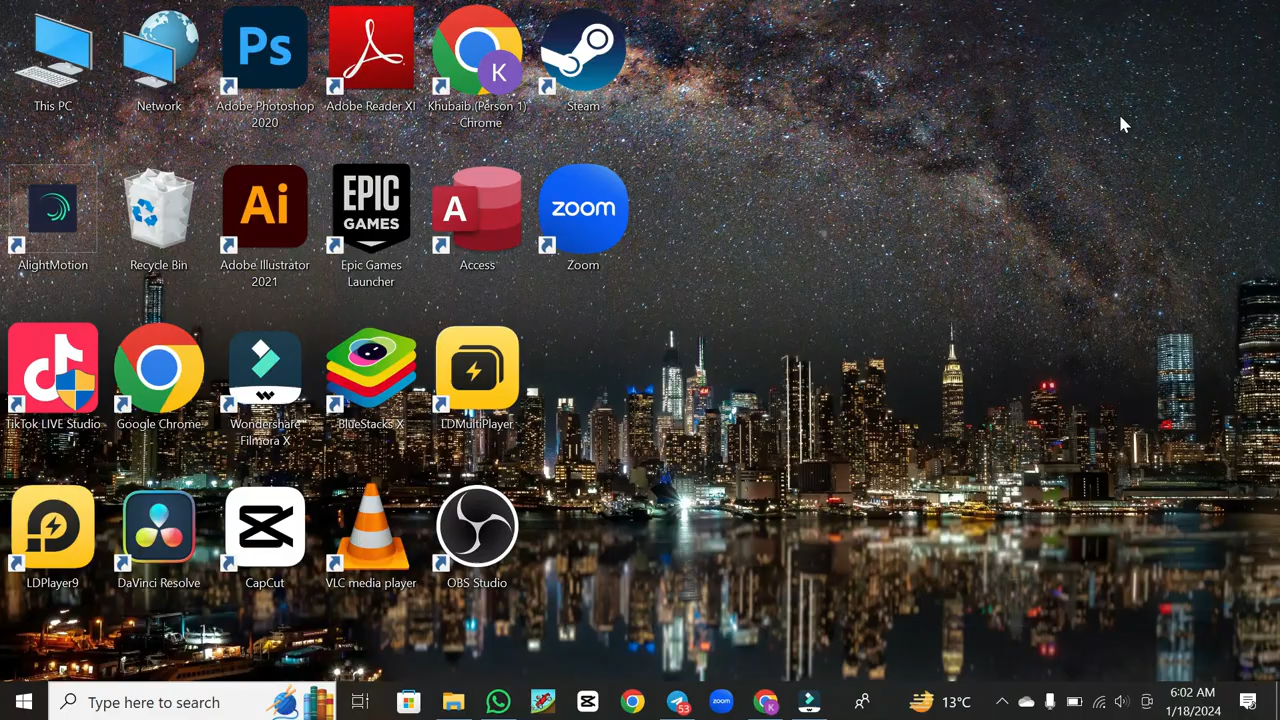 Ps
K
This PC
Network
Adobe Photoshop
2020
Adobe Reader XI
Khubaib (Person 1)
- Chrome
Steam
Ai
EPIC
GAMES
A
zoom
AlightMotion
Recycle Bin
Adobe Illustrator
2021
Epic Games
Launcher
Access
Zoom
TikTok LIVE Studio
Google Chrome
Wondershare
Filmora X
BlueStacks X
LDMultiPlayer
LDPlayer9
DaVinci Resolve
CapCut
VLC media player
OBS Studio
Type here to search
53
zoom
K
13°C
6:02 AM
1/18/2024